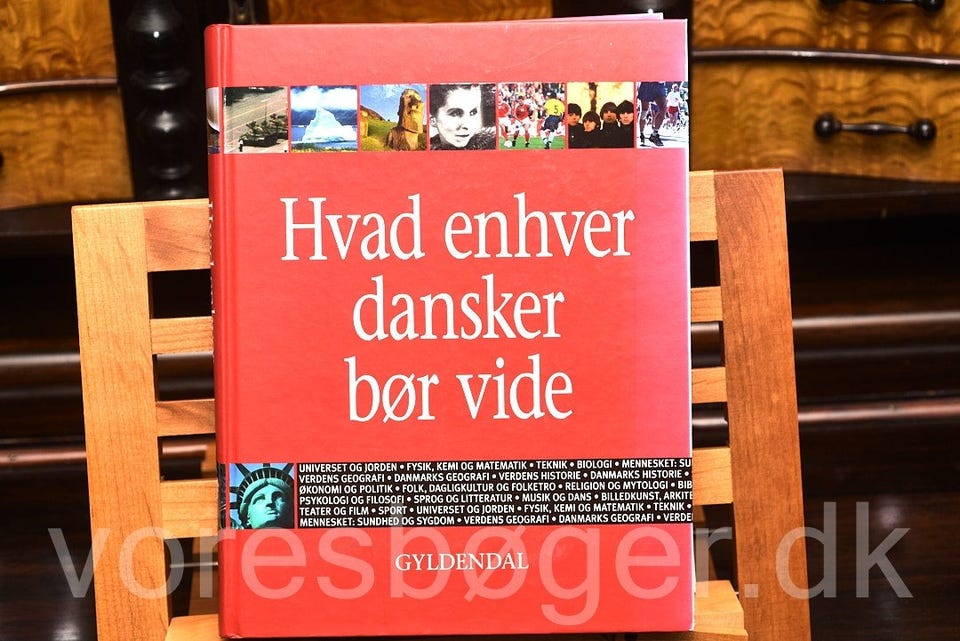 Hvad enhver
dansker
bør vide
UNIVERSET OG JORDEN • FYSIK, KEMI OG MATEMATIK • TEKNIK • BIOLOGI • MENNESKET: SU
VERDENS GEOGRAFI • DANMARKS GEOGRAFI • VERDENS HISTORIE • DANMARKS HISTORIE •
ØKONOMI OG POLITIK • FOLK, DAGLIGKULTUR OG FOLKETRO • RELIGION OG MYTOLOGI • BIB
PSYKOLOGI OG FILOSOFI • SPROG OG LITTERATUR • MUSIK OG DANS • BILLEDKUNST, ARKITE
TEATER OG FILM • SPORT • UNIVERSET OG JORDEN • FYSIK, KEMI OG MATEMATIK • TEKNIK •
MENNESKET: SUNDHED OG SYGDOM • VERDENS GEOGRAFI • DANMARKS GEOGRAFI • VERDE
GYLDENDAL
voresbøger.dk